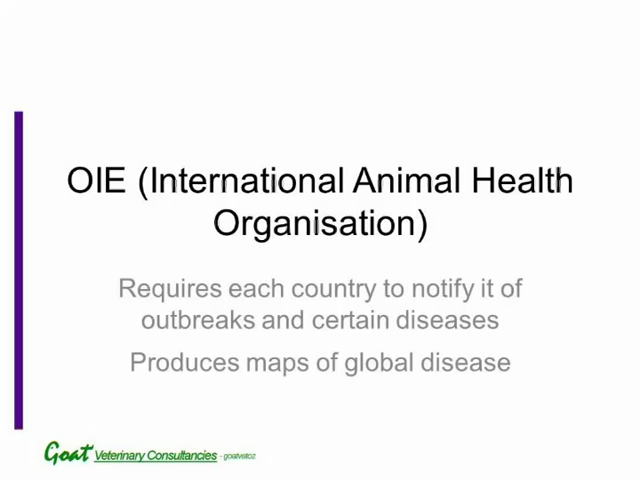 OIE (International Animal Health
Organisation)
Requires each country to notify it of
outbreaks and certain diseases
Produces maps of global disease
Goat Veterinary Consultancies - goatvetoz